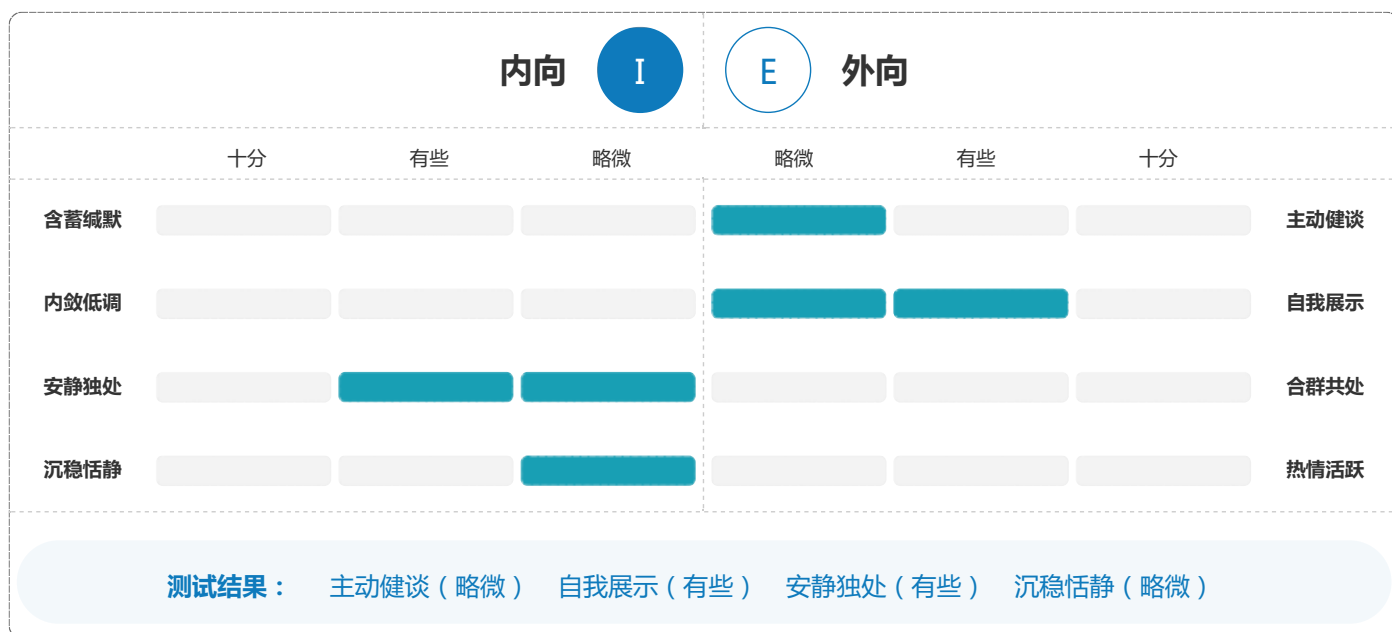 内向 I E 外向
十分 有些 略微 略微 有些 十分
含蓄缄默 主动健谈
内敛低调 自我展示
安静独处 合群共处
沉稳恬静 热情活跃
测试结果： 主动健谈（略微） 自我展示（有些） 安静独处（有些） 沉稳恬静（略微）